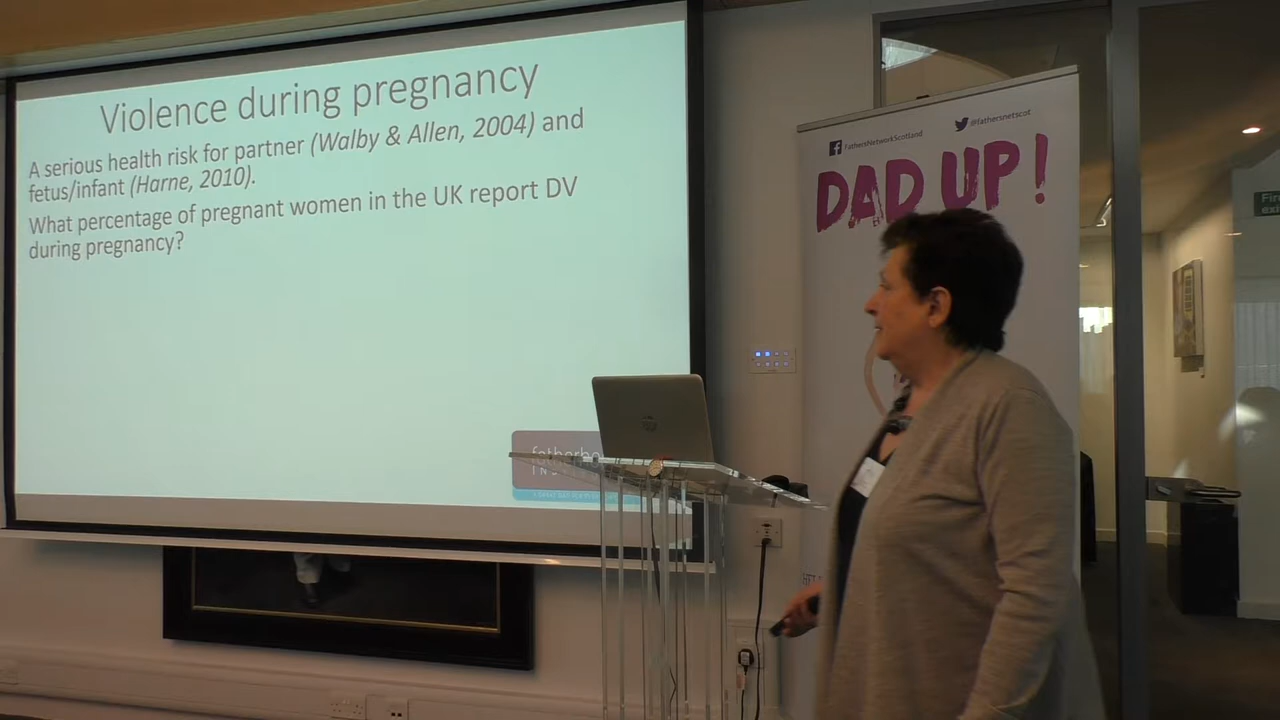 Violence during pregnancy
A serious health risk for partner (Walby & Allen, 2004) and
fetus/infant (Harne, 2010).
What percentage of pregnant women in the UK report DV
during pregnancy?
FathersNetworkScotland
@fathersnetscot
DAD UP!